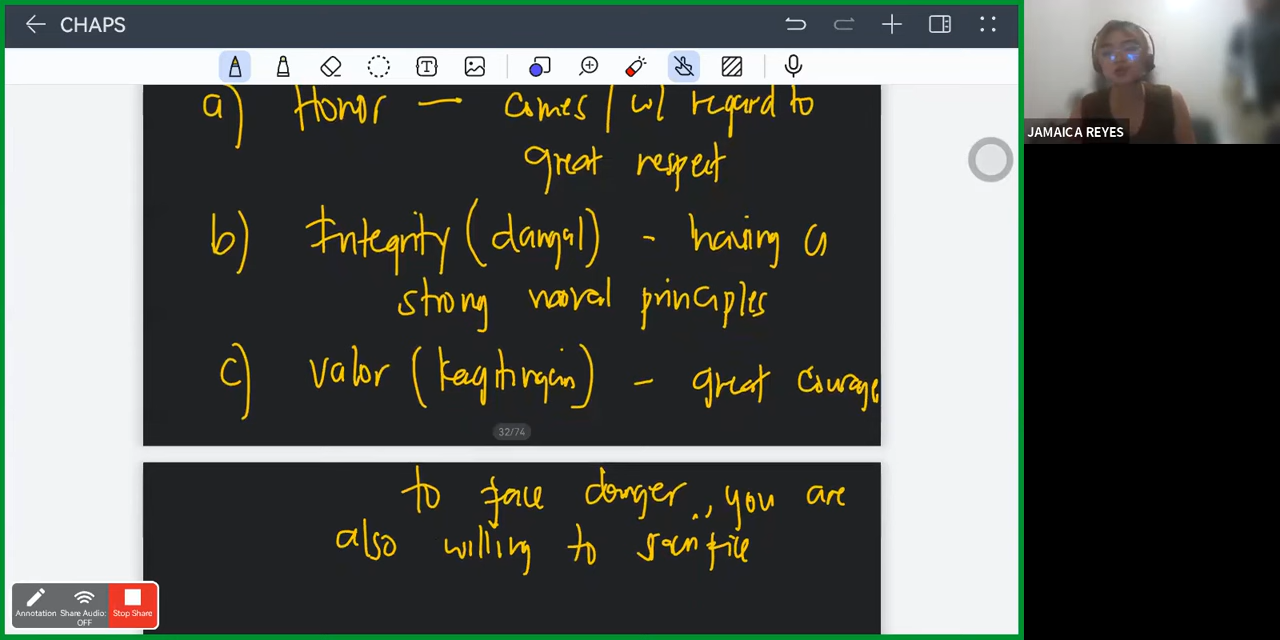 CHAPS
JAMAICA REYES
a) Honor — comes / w/ regard to
great respect
b) Integrity (dangal) - having a
strong moral principles
c) valor (kagitingan) - great courage
32/74
to face danger, you are
also willing to sacrifice
Annotation
Share Audio: OFF
Stop Share